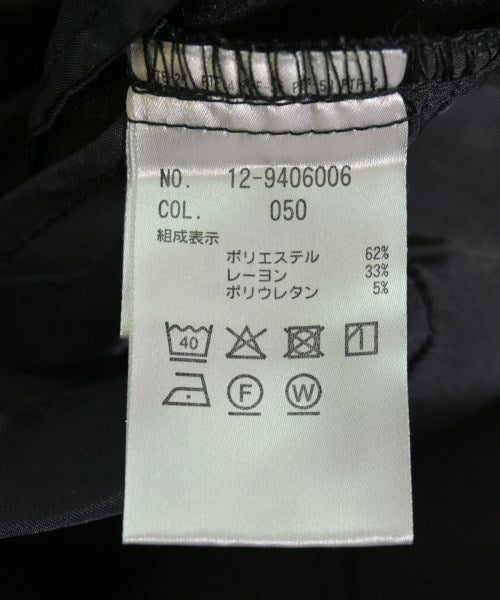 NO. 12-9406006
COL. 050
組成表示
ポリエステル 62%
レーヨン 33%
ポリウレタン 5%
40
F W